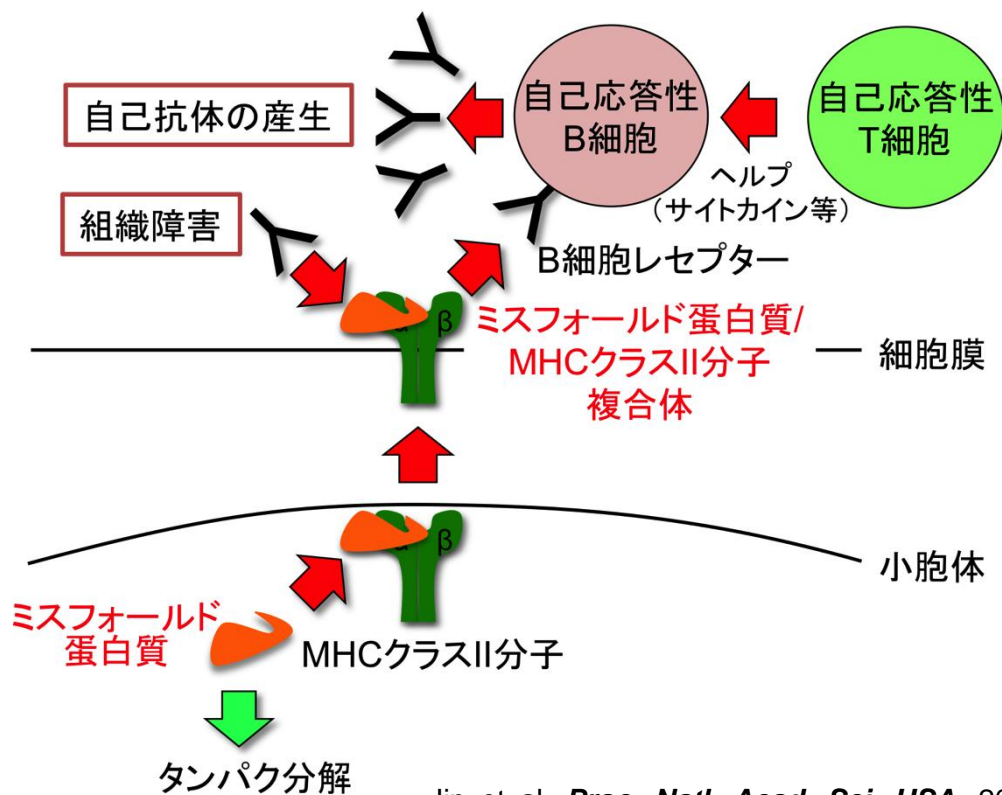 自己抗体の産生
自己応答性
B細胞
自己応答性
T細胞
ヘルプ
(サイトカイン等)
組織障害
B細胞レセプター
β
ミスフォールド蛋白質/
MHCクラスII分子
複合体
細胞膜
β
小胞体
ミスフォールド
蛋白質
MHCクラスII分子
タンパク分解